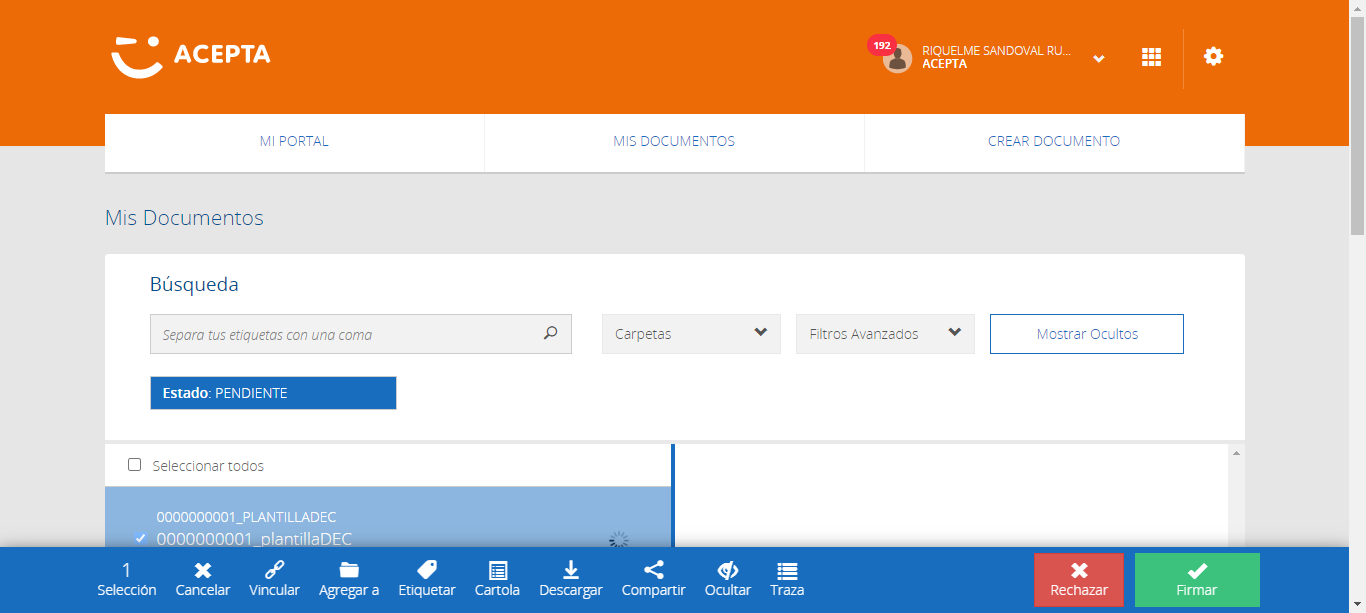 ACEPTA
192
RIQUELME SANDOVAL RU...
ACEPTA
MI PORTAL
MIS DOCUMENTOS
CREAR DOCUMENTO
Mis Documentos
Búsqueda
Separa tus etiquetas con una coma
Carpetas
Filtros Avanzados
Mostrar Ocultos
Estado: PENDIENTE
Seleccionar todos
0000000001_PLANTILLADEC
0000000001_plantillaDEC
1
Selección
Cancelar
Vincular
Agregar a
Etiquetar
Cartola
Descargar
Compartir
Ocultar
Traza
Rechazar
Firmar